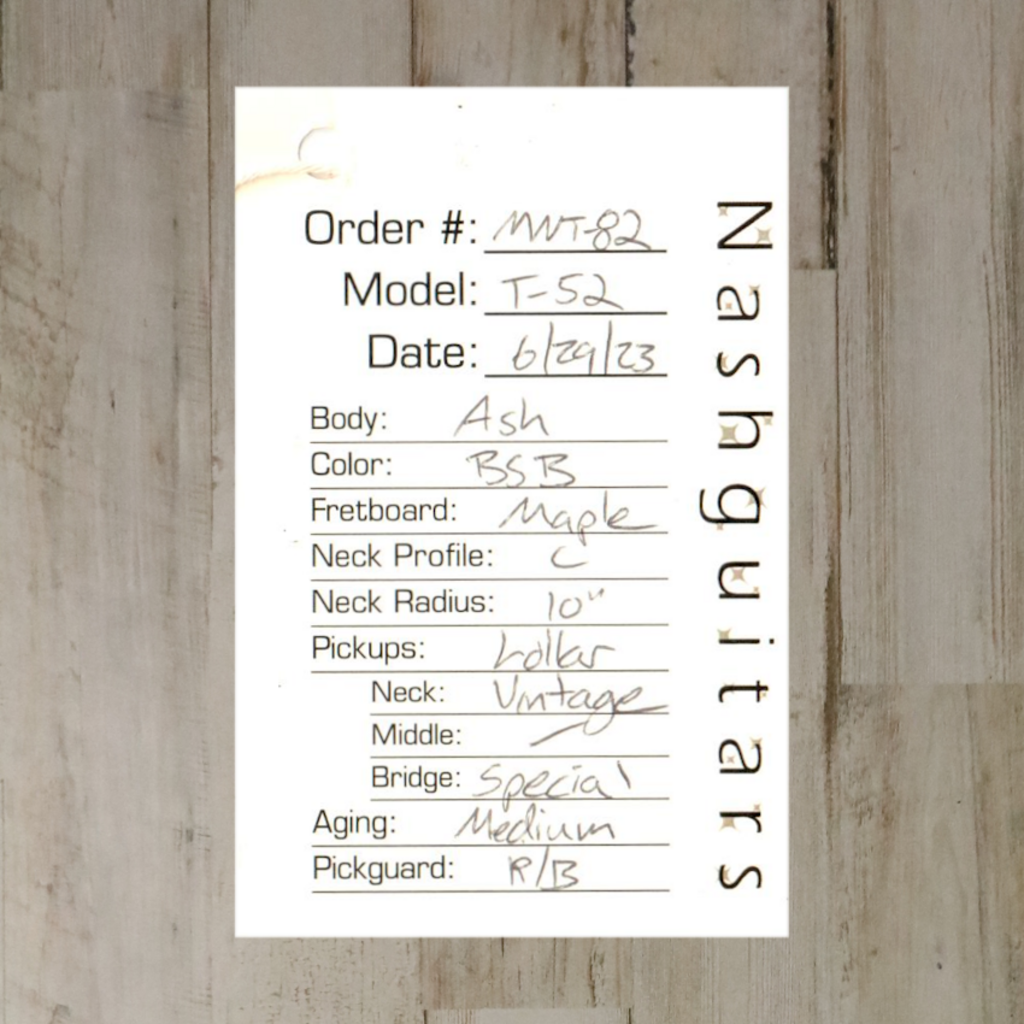 Order #: MWT-82
Model: T-52
Date: 6/29/23
Body: Ash
Color: BSB
Fretboard: Maple
Neck Profile: C
Neck Radius: 10"
Pickups: Lollar
Neck: Vintage
Middle: —
Bridge: Special
Aging: Medium
Pickguard: R/B
Nashguitars